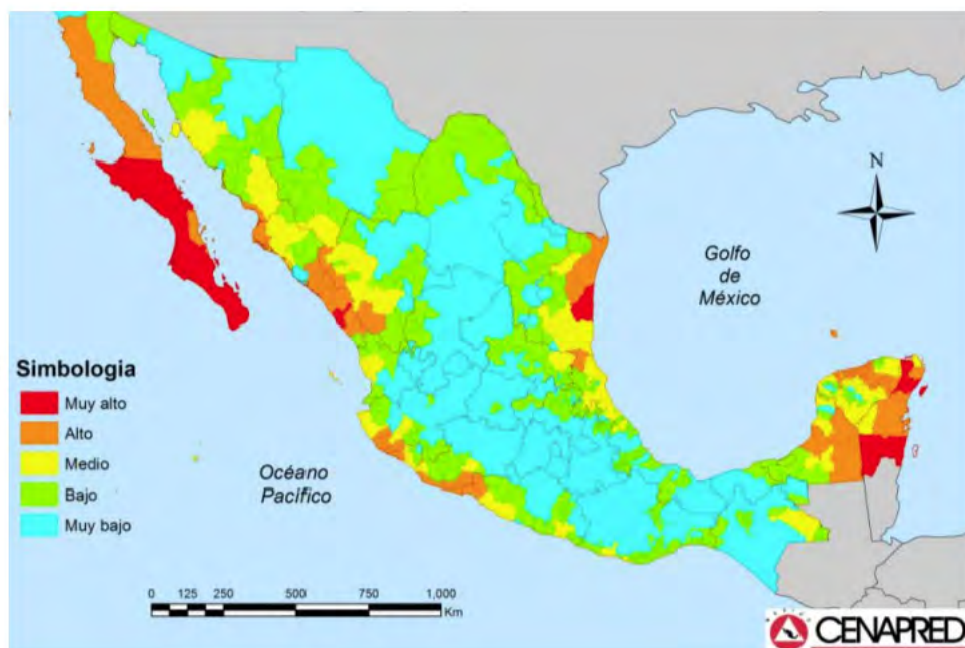 N
Golfo
de
México
Simbologia
Muy alto
Alto
Medio
Bajo
Muy bajo
Océano
Pacífico
0 125 250 500 750 1,000
Km
CENAPRED